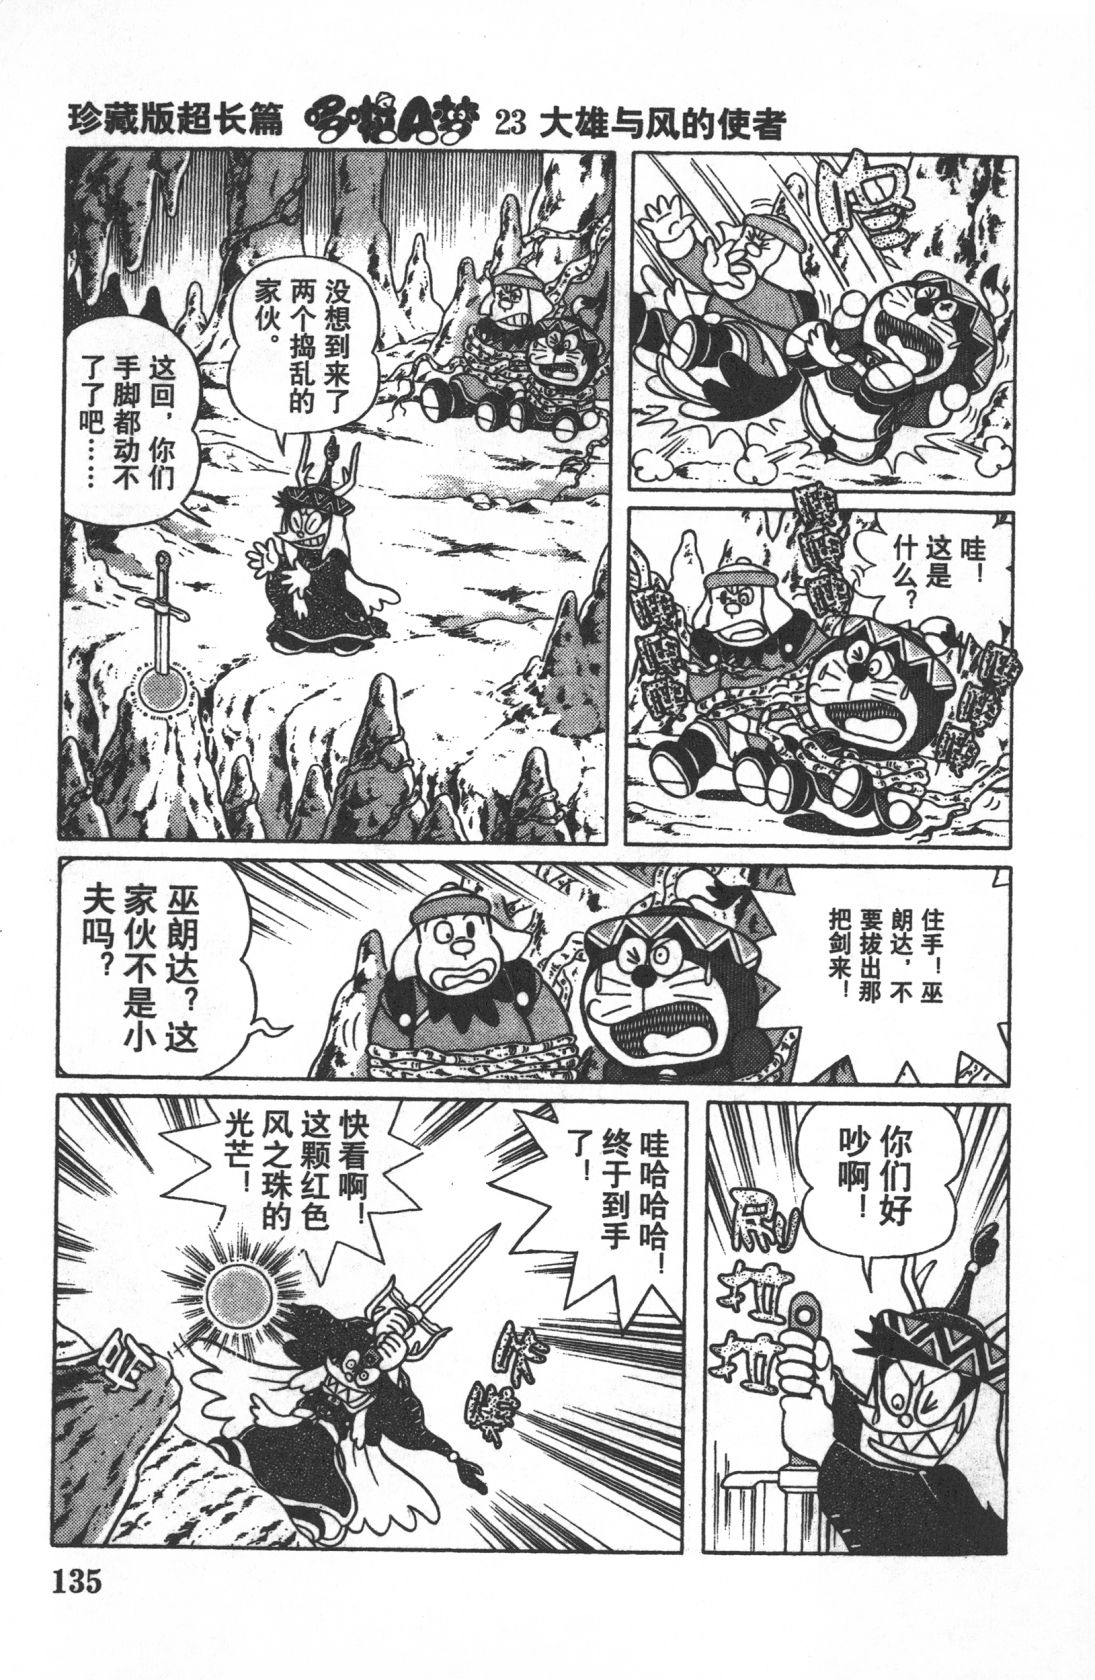 珍藏版超长篇 哆啦A梦 23 大雄与风的使者
哇！
这是
什么？
没想到来了
两个捣乱的
家伙。
这回，你们
手脚都动不
了了吧……
住手！巫
朗达，不
要拔出那
把剑来！
巫朗达？这
家伙不是小
夫吗？
你们好
吵啊！
刷
拉
拉
哇哈哈哈！
终于到手
了！
快看啊！
这颗红色
风之珠的
光芒！
135